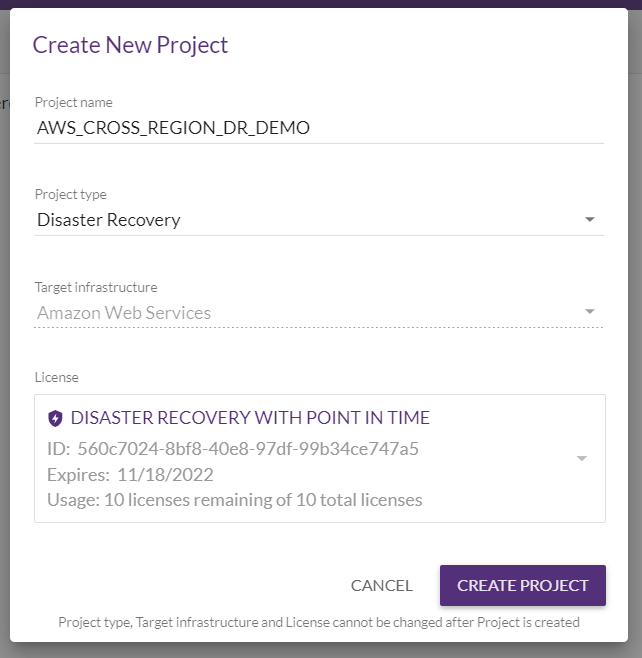 Create New Project
Project name
AWS_CROSS_REGION_DR_DEMO
Project type
Disaster Recovery
Target infrastructure
Amazon Web Services
License
DISASTER RECOVERY WITH POINT IN TIME
ID: 560c7024-8bf8-40e8-97df-99b34ce747a5
Expires: 11/18/2022
Usage: 10 licenses remaining of 10 total licenses
CANCEL
CREATE PROJECT
Project type, Target infrastructure and License cannot be changed after Project is created